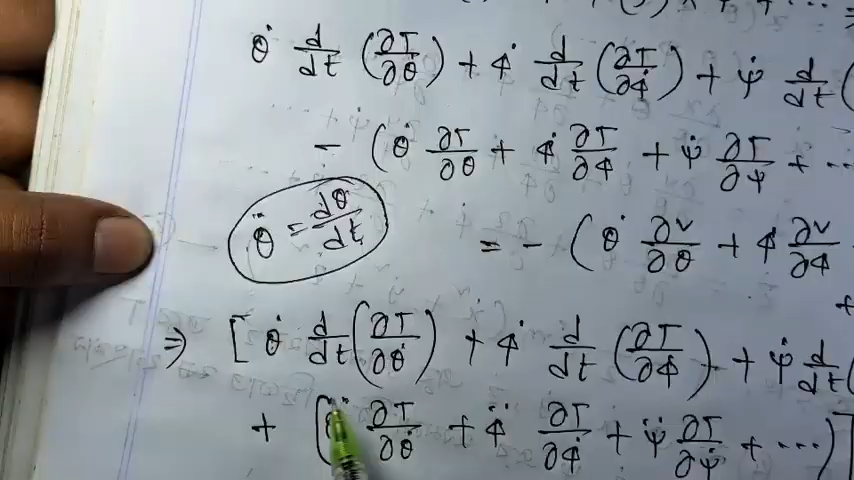 θ̇ d/dt (∂T/∂θ̇) + φ̇ d/dt (∂T/∂φ̇) + ψ̇ d/dt (
- (θ̇ ∂T/∂θ + φ̇ ∂T/∂φ + ψ̇ ∂T/∂ψ + ...
θ̇ = dθ/dt
= - (θ̇ ∂V/∂θ + φ̇ ∂V/∂φ
+
⇒ [θ̇ d/dt (∂T/∂θ̇) + φ̇ d/dt (∂T/∂φ̇) + ψ̇ d/dt (
+ (θ̈ ∂T/∂θ̇ + φ̈ ∂T/∂φ̇ + ψ̈ ∂T/∂ψ̇ + ...)]